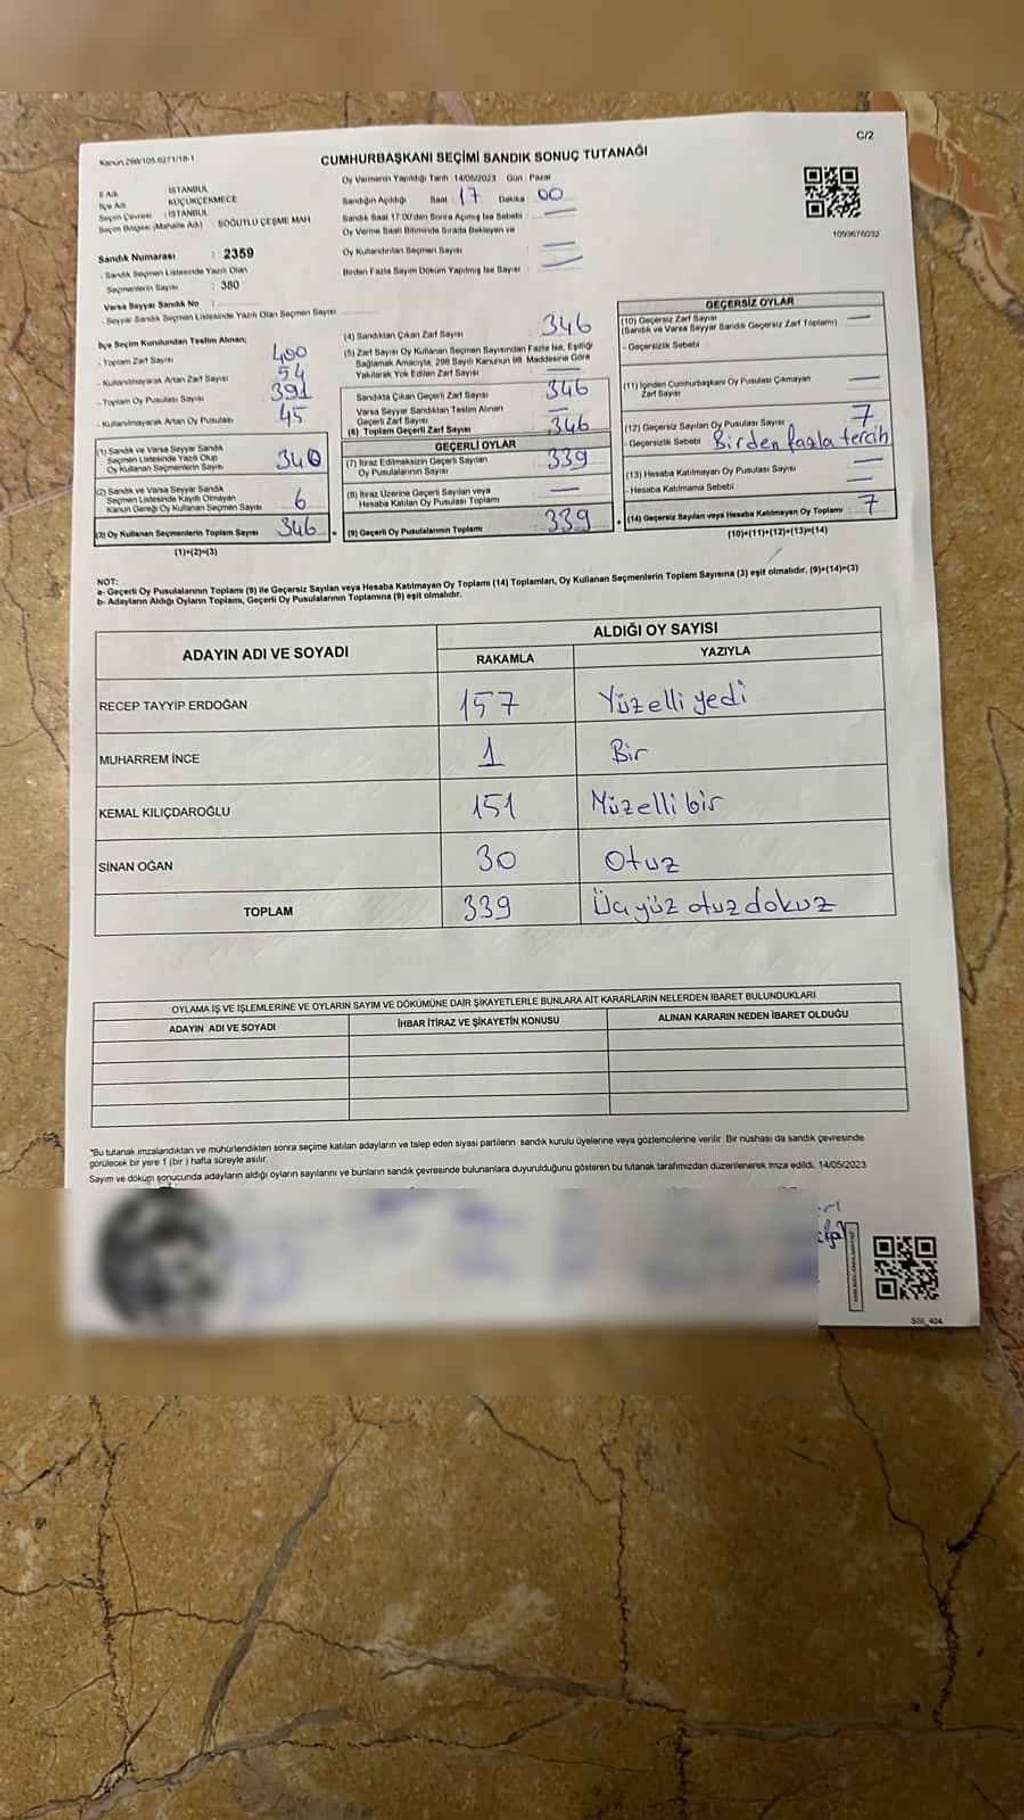 C/2
Kanun 298/105.6271/18-1
CUMHURBAŞKANI SEÇİMİ SANDIK SONUÇ TUTANAĞI
İl Adı : İSTANBUL
İlçe Adı : KÜÇÜKÇEKMECE
Seçim Çevresi : İSTANBUL
Seçim Bölgesi (Mahalle Adı) : SÖĞÜTLÜ ÇEŞME MAH
Sandık Numarası : 2359
- Sandık Seçmen Listesinde Yazılı Olan
Seçmenlerin Sayısı : 380
Varsa Seyyar Sandık No :
- Seyyar Sandık Seçmen Listesinde Yazılı Olan Seçmen Sayısı
Oy Vermenin Yapıldığı Tarih : 14/05/2023 Gün : Pazar
Sandığın Açıldığı Saat 17 Dakika 00
Sandık Saat 17:00'den Sonra Açılmış İse Sebebi :
Oy Verme Saati Bitiminde Sırada Bekleyen ve
Oy Kullandırılan Seçmen Sayısı
Birden Fazla Sayım Döküm Yapılmış İse Sayısı
1093676032
İlçe Seçim Kurulundan Teslim Alınan;
- Toplam Zarf Sayısı 400
- Kullanılmayarak Artan Zarf Sayısı 54
- Toplam Oy Pusulası Sayısı 391
- Kullanılmayarak Artan Oy Pusulası 45
(1) Sandık ve Varsa Seyyar Sandık
Seçmen Listesinde Yazılı Olup
Oy Kullanan Seçmenlerin Sayısı 340
(2) Sandık ve Varsa Seyyar Sandık
Seçmen Listesinde Kayıtlı Olmayan
Kanun Gereği Oy Kullanan Seçmen Sayısı 6
(3) Oy Kullanan Seçmenlerin Toplam Sayısı 346
(1)+(2)=(3)
(4) Sandıktan Çıkan Zarf Sayısı 346
(5) Zarf Sayısı Oy Kullanan Seçmen Sayısından Fazla İse, Eşitliği
Sağlamak Amacıyla, 298 Sayılı Kanunun 98. Maddesine Göre
Yakılarak Yok Edilen Zarf Sayısı
Sandıkta Çıkan Geçerli Zarf Sayısı 346
Varsa Seyyar Sandıktan Teslim Alınan
Geçerli Zarf Sayısı
(6) Toplam Geçerli Zarf Sayısı 346
GEÇERLİ OYLAR
(7) İtiraz Edilmeksizin Geçerli Sayılan
Oy Pusulalarının Sayısı 339
(8) İtiraz Üzerine Geçerli Sayılan veya
Hesaba Katılan Oy Pusulası Toplamı
(9) Geçerli Oy Pusulalarının Toplamı 339
GEÇERSİZ OYLAR
(10) Geçersiz Zarf Sayısı
(Sandık ve Varsa Seyyar Sandık Geçersiz Zarf Toplamı)
- Geçersizlik Sebebi
(11) İçinden Cumhurbaşkanı Oy Pusulası Çıkmayan
Zarf Sayısı
(12) Geçersiz Sayılan Oy Pusulası Sayısı 7
- Geçersizlik Sebebi Birden fazla tercih
(13) Hesaba Katılmayan Oy Pusulası Sayısı
- Hesaba Katılmama Sebebi
(14) Geçersiz Sayılan veya Hesaba Katılmayan Oy Toplamı 7
(10)+(11)+(12)+(13)=(14)
NOT:
a- Geçerli Oy Pusulalarının Toplamı (9) ile Geçersiz Sayılan veya Hesaba Katılmayan Oy Toplamı (14) Toplamları, Oy Kullanan Seçmenlerin Toplam Sayısına (3) eşit olmalıdır. (9)+(14)=(3)
b- Adayların Aldığı Oyların Toplamı, Geçerli Oy Pusulalarının Toplamına (9) eşit olmalıdır.
ADAYIN ADI VE SOYADI
ALDIĞI OY SAYISI
RAKAMLA YAZIYLA
RECEP TAYYİP ERDOĞAN 157 Yüzelli yedi
MUHARREM İNCE 1 Bir
KEMAL KILIÇDAROĞLU 151 Yüzelli bir
SİNAN OĞAN 30 Otuz
TOPLAM 339 Üçyüz otuz dokuz
OYLAMA İŞ VE İŞLEMLERİNE VE OYLARIN SAYIM VE DÖKÜMÜNE DAİR ŞİKAYETLERLE BUNLARA AİT KARARLARIN NELERDEN İBARET BULUNDUKLARI
ADAYIN ADI VE SOYADI İHBAR İTİRAZ VE ŞİKAYETİN KONUSU ALINAN KARARIN NEDEN İBARET OLDUĞU
"Bu tutanak imzalandıktan ve mühürlendikten sonra seçime katılan adayların ve talep eden siyasi partilerin sandık kurulu üyelerine veya gözlemcilerine verilir. Bir nüshası da sandık çevresinde
görülecek bir yere 1 (bir) hafta süreyle asılır.
Sayım ve döküm sonucunda adayların aldığı oyların sayılarını ve bunların sandık çevresinde bulunanlara duyurulduğunu gösteren bu tutanak tarafımızdan düzenlenerek imza edildi. 14/05/2023